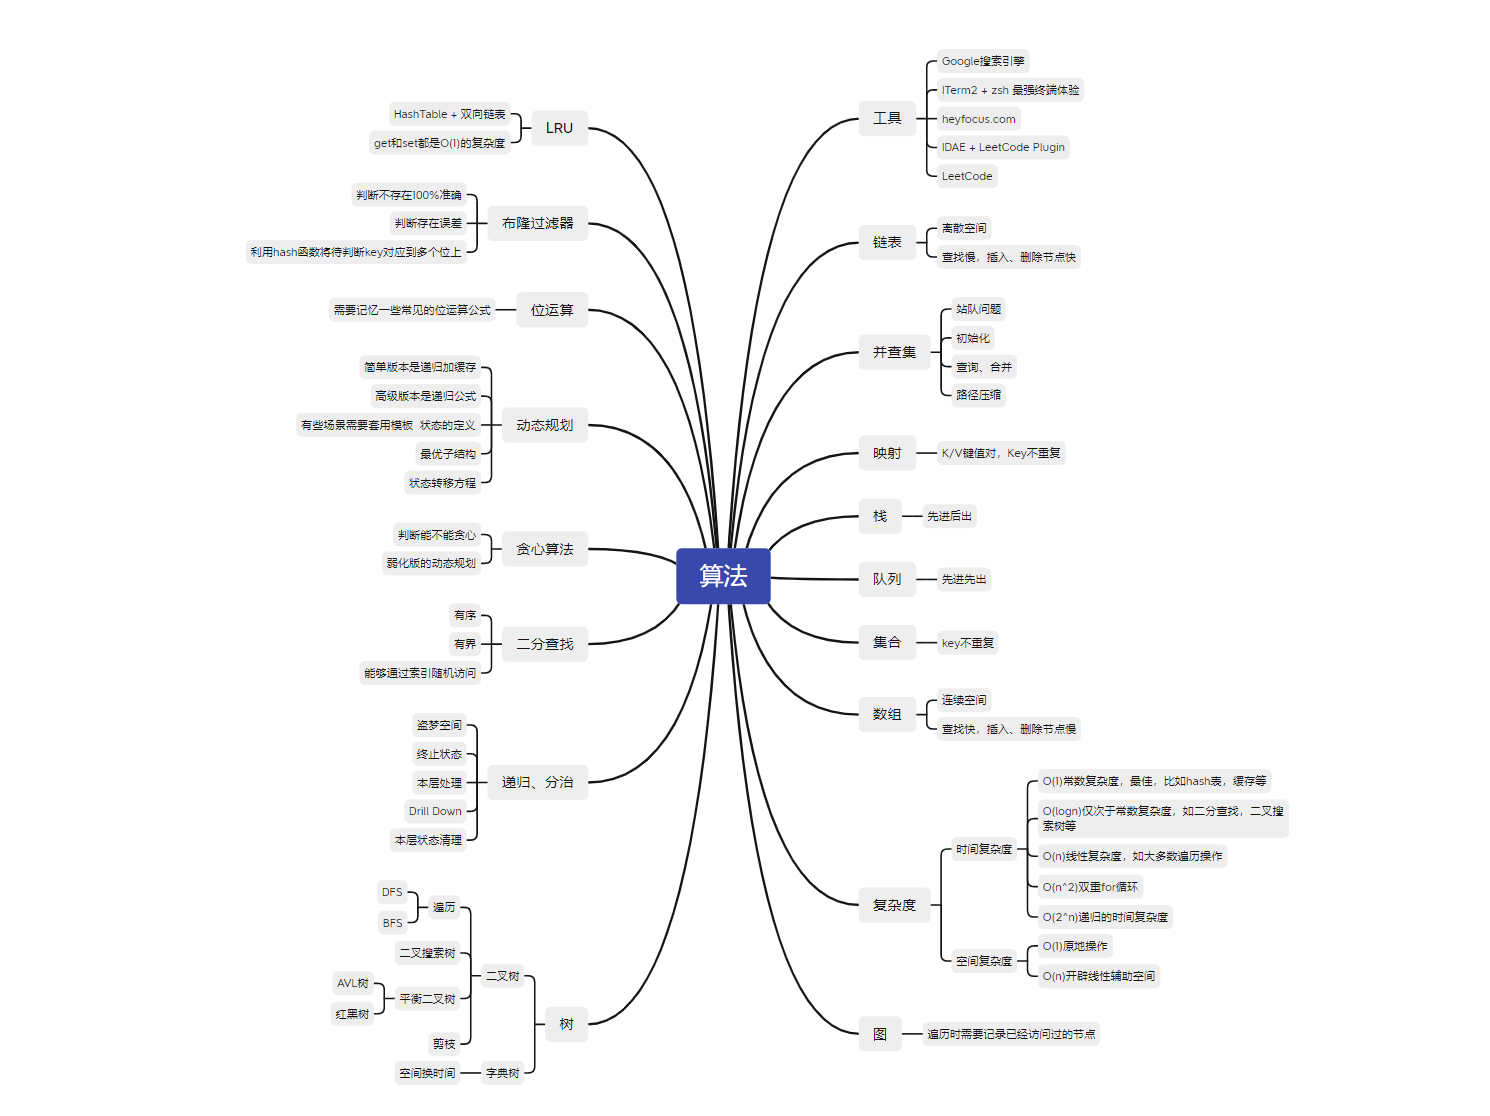 算法
LRU
HashTable + 双向链表
get和set都是O(1)的复杂度
布隆过滤器
判断不存在100%准确
判断存在误差
利用hash函数将待判断key对应到多个位上
位运算
需要记忆一些常见的位运算公式
动态规划
简单版本是递归加缓存
高级版本是递归公式
有些场景需要套用模板  状态的定义
最优子结构
状态转移方程
贪心算法
判断能不能贪心
弱化版的动态规划
二分查找
有序
有界
能够通过索引随机访问
递归、分治
盗梦空间
终止状态
本层处理
Drill Down
本层状态清理
树
二叉树
遍历
DFS
BFS
二叉搜索树
平衡二叉树
AVL树
红黑树
剪枝
字典树
空间换时间
工具
Google搜索引擎
ITerm2 + zsh 最强终端体验
heyfocus.com
IDAE + LeetCode Plugin
LeetCode
链表
离散空间
查找慢，插入、删除节点快
并查集
站队问题
初始化
查询、合并
路径压缩
映射
K/V键值对，Key不重复
栈
先进后出
队列
先进先出
集合
key不重复
数组
连续空间
查找快，插入、删除节点慢
复杂度
时间复杂度
O(1)常数复杂度，最佳，比如hash表，缓存等
O(logn)仅次于常数复杂度，如二分查找，二叉搜
索树等
O(n)线性复杂度，如大多数遍历操作
O(n^2)双重for循环
O(2^n)递归的时间复杂度
空间复杂度
O(1)原地操作
O(n)开辟线性辅助空间
图
遍历时需要记录已经访问过的节点